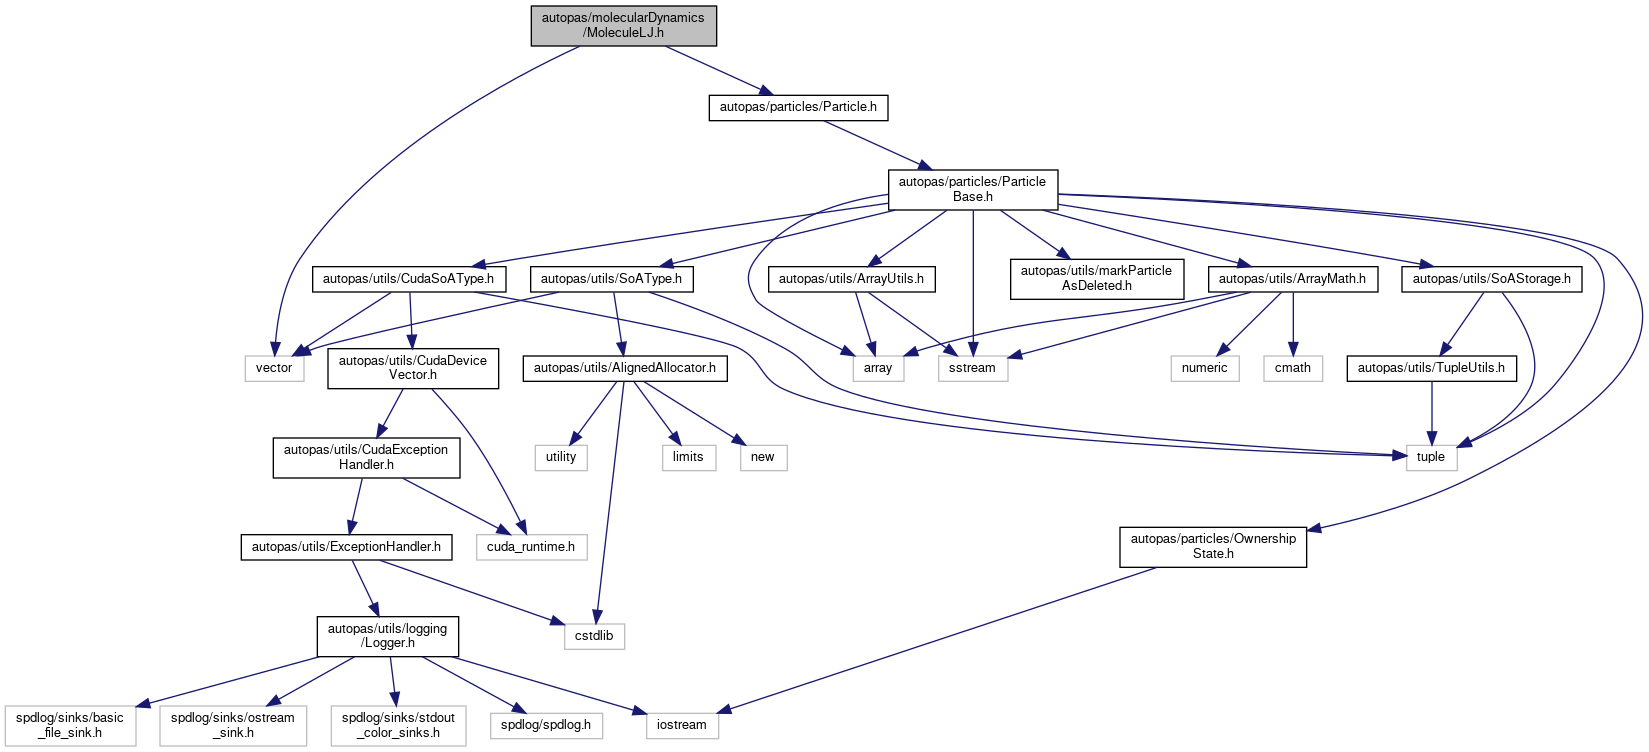 autopas/molecularDynamics
/MoleculeLJ.h
autopas/particles/Particle.h
autopas/particles/Particle
Base.h
autopas/utils/CudaSoAType.h
autopas/utils/SoAType.h
autopas/utils/ArrayUtils.h
autopas/utils/markParticle
AsDeleted.h
autopas/utils/ArrayMath.h
autopas/utils/SoAStorage.h
vector
autopas/utils/CudaDevice
Vector.h
autopas/utils/AlignedAllocator.h
array
sstream
numeric
cmath
autopas/utils/TupleUtils.h
autopas/utils/CudaException
Handler.h
utility
limits
new
tuple
autopas/utils/ExceptionHandler.h
cuda_runtime.h
autopas/particles/Ownership
State.h
autopas/utils/logging
/Logger.h
cstdlib
spdlog/sinks/basic
_file_sink.h
spdlog/sinks/ostream
_sink.h
spdlog/sinks/stdout
_color_sinks.h
spdlog/spdlog.h
iostream